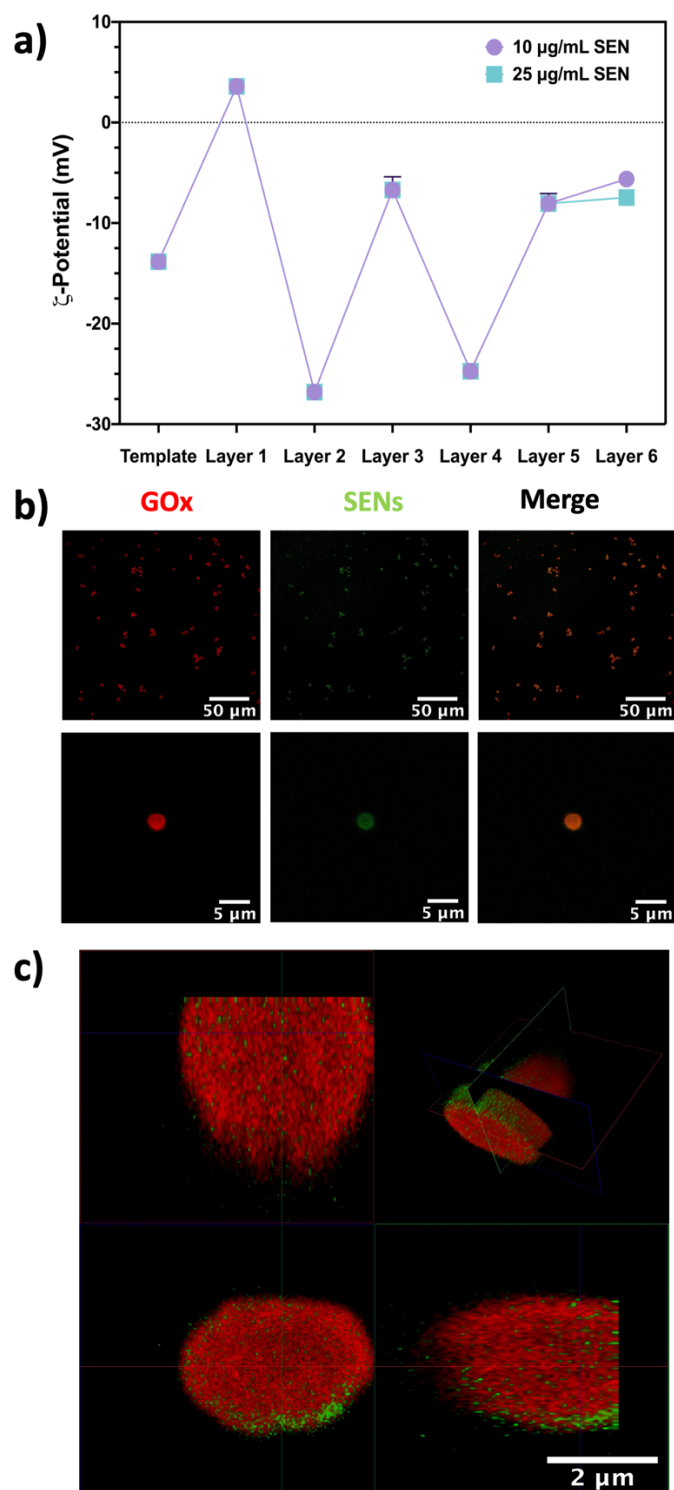 a)
10
0
-10
-20
-30
ζ-Potential (mV)
10 µg/mL SEN
25 µg/mL SEN
Template Layer 1 Layer 2 Layer 3 Layer 4 Layer 5 Layer 6
b)
GOx SENs Merge
50 µm 50 µm 50 µm
5 µm 5 µm 5 µm
c)
2 µm